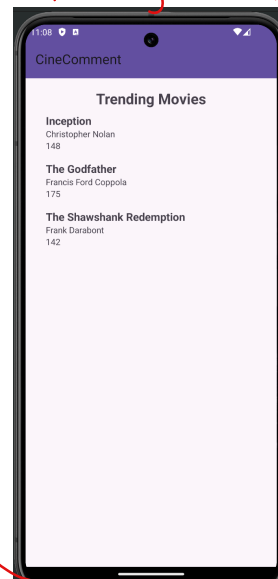 11:08
CineComment
Trending Movies
Inception
Christopher Nolan
148
The Godfather
Francis Ford Coppola
175
The Shawshank Redemption
Frank Darabont
142